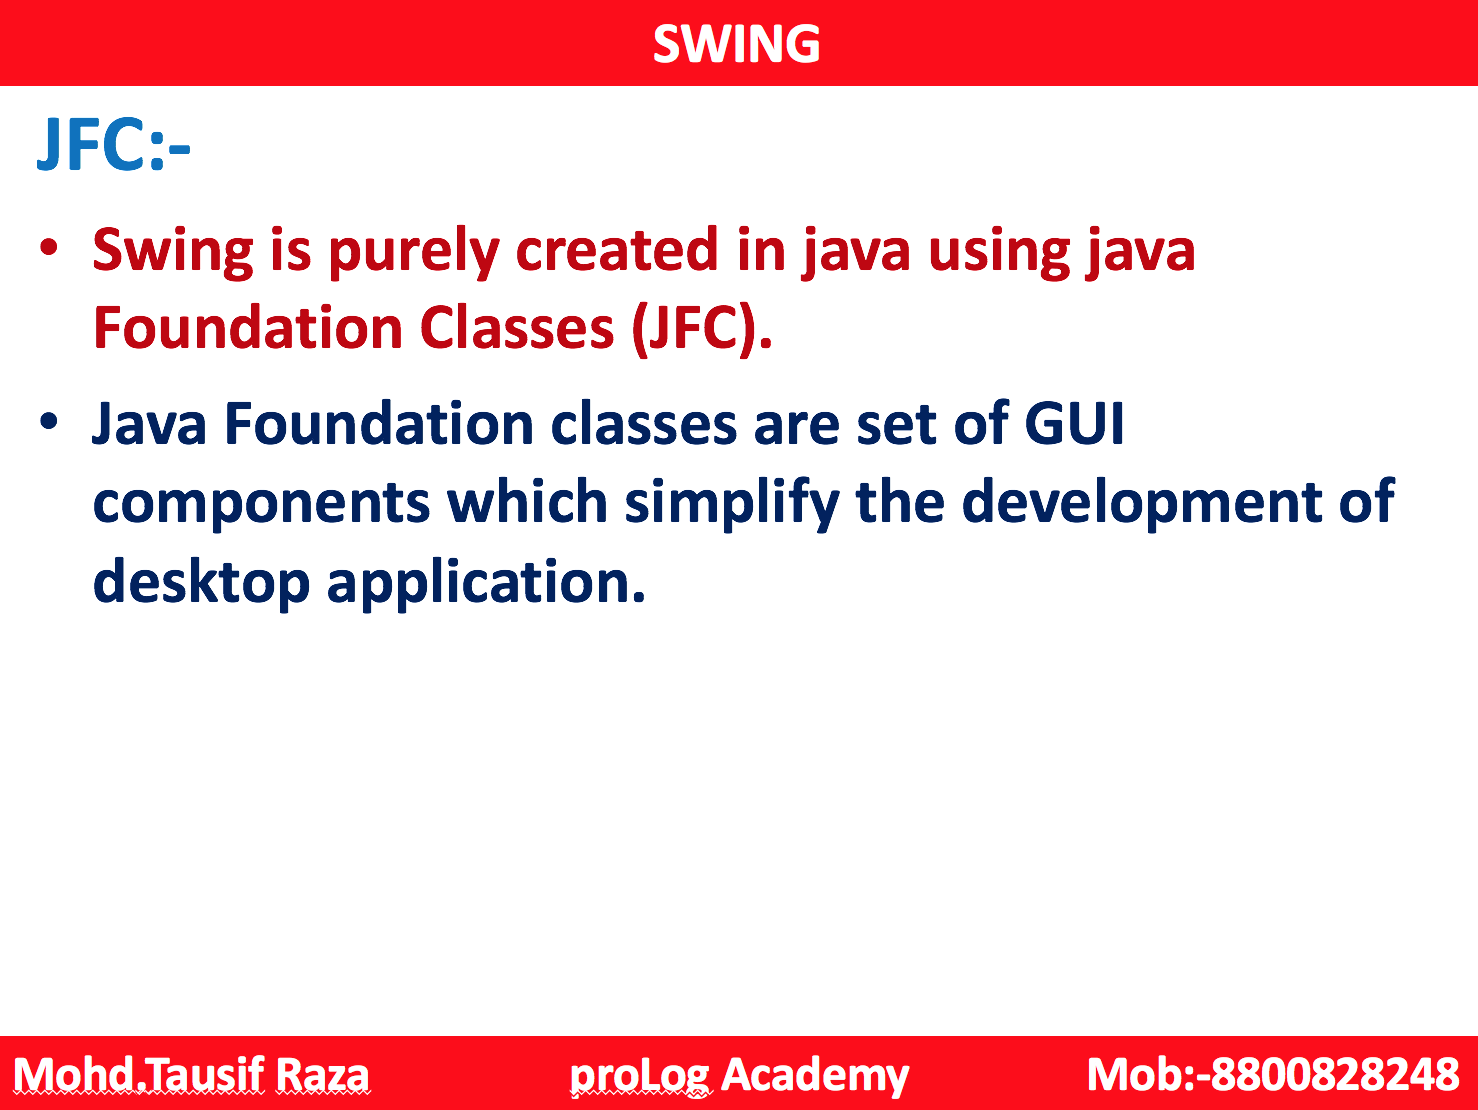 SWING
JFC:-
• Swing is purely created in java using java
Foundation Classes (JFC).
• Java Foundation classes are set of GUI
components which simplify the development of
desktop application.
Mohd.Tausif Raza proLog Academy Mob:-8800828248